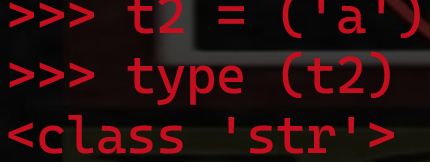 >>> t2 = ('a')
>>> type (t2)
<class 'str'>